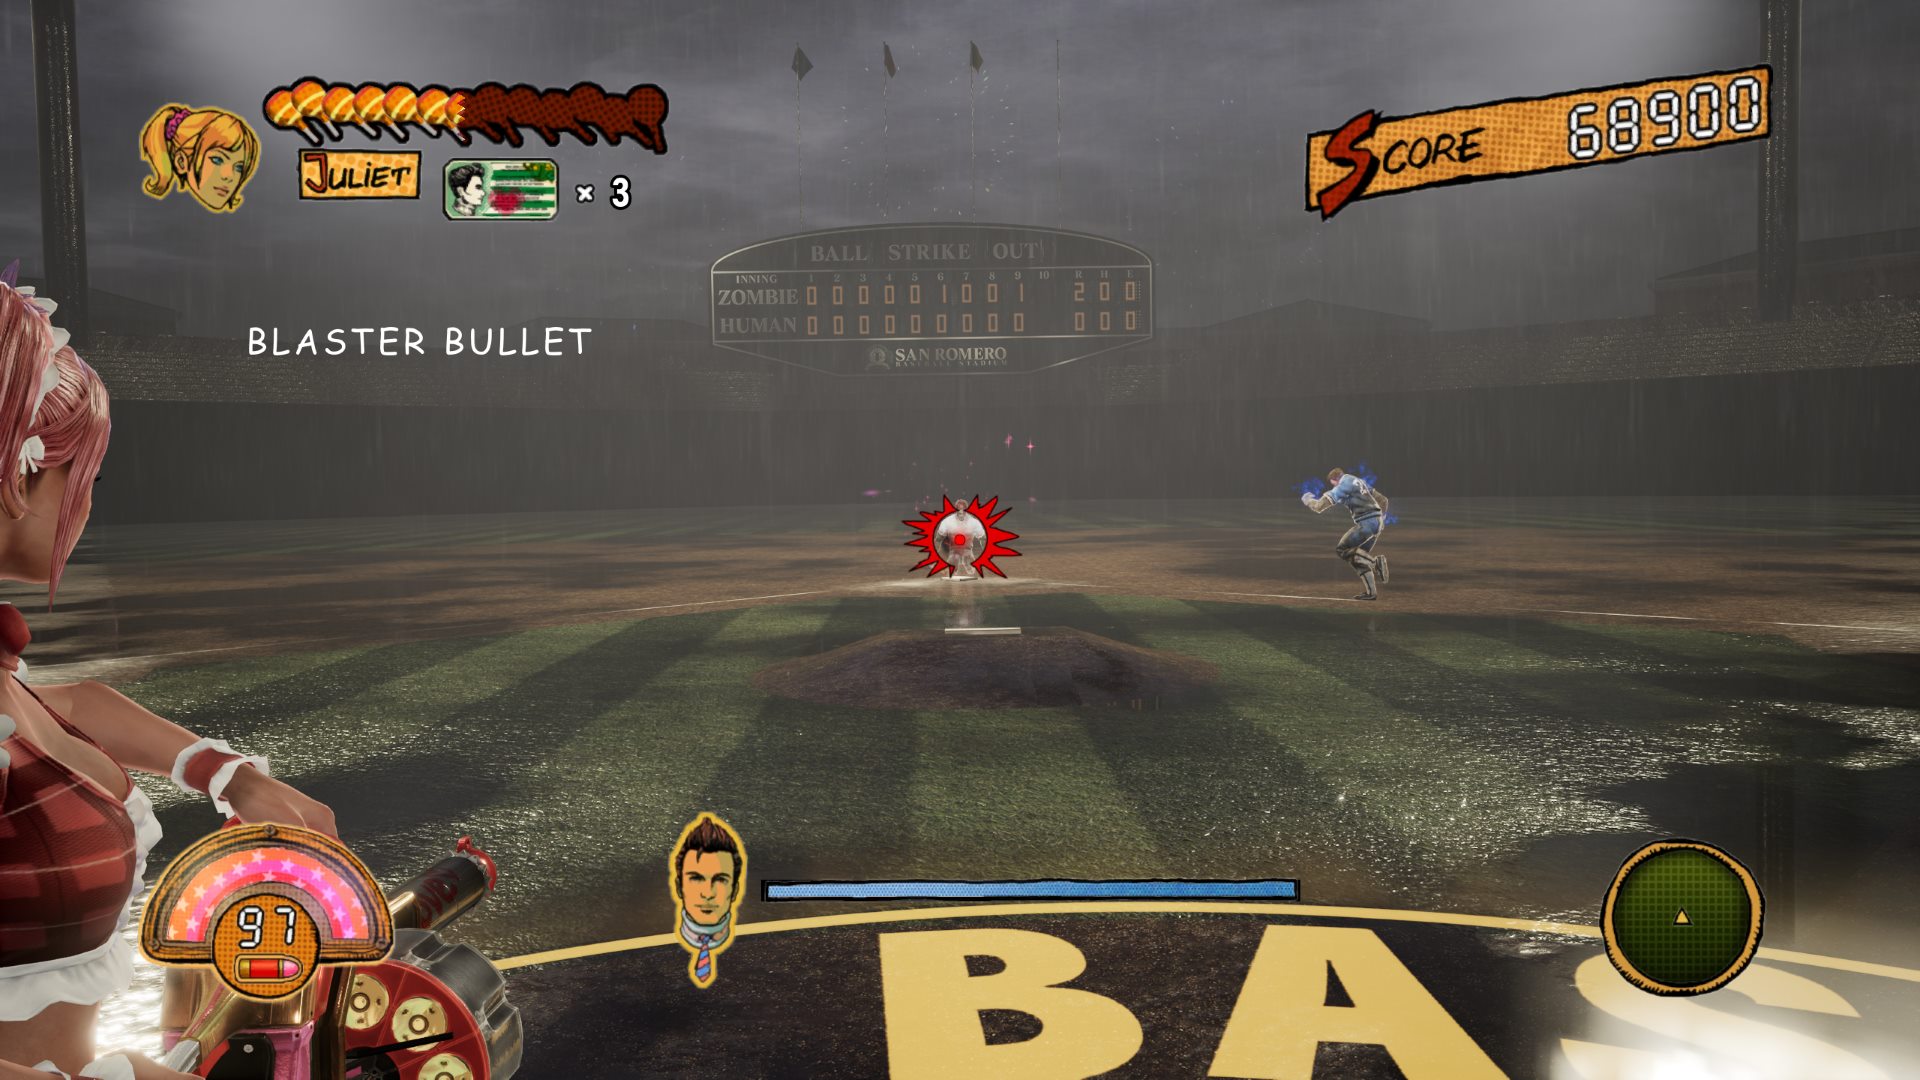 JULIET
× 3
SCORE 68900
BALL STRIKE OUT
INNING 1 2 3 4 5 6 7 8 9 10 R H E
ZOMBIE 0 0 0 0 0 1 0 0 1 2 0 0
HUMAN 0 0 0 0 0 0 0 0 0 0 0 0
SAN ROMERO
BASEBALL STADIUM
BLASTER BULLET
97
BAS